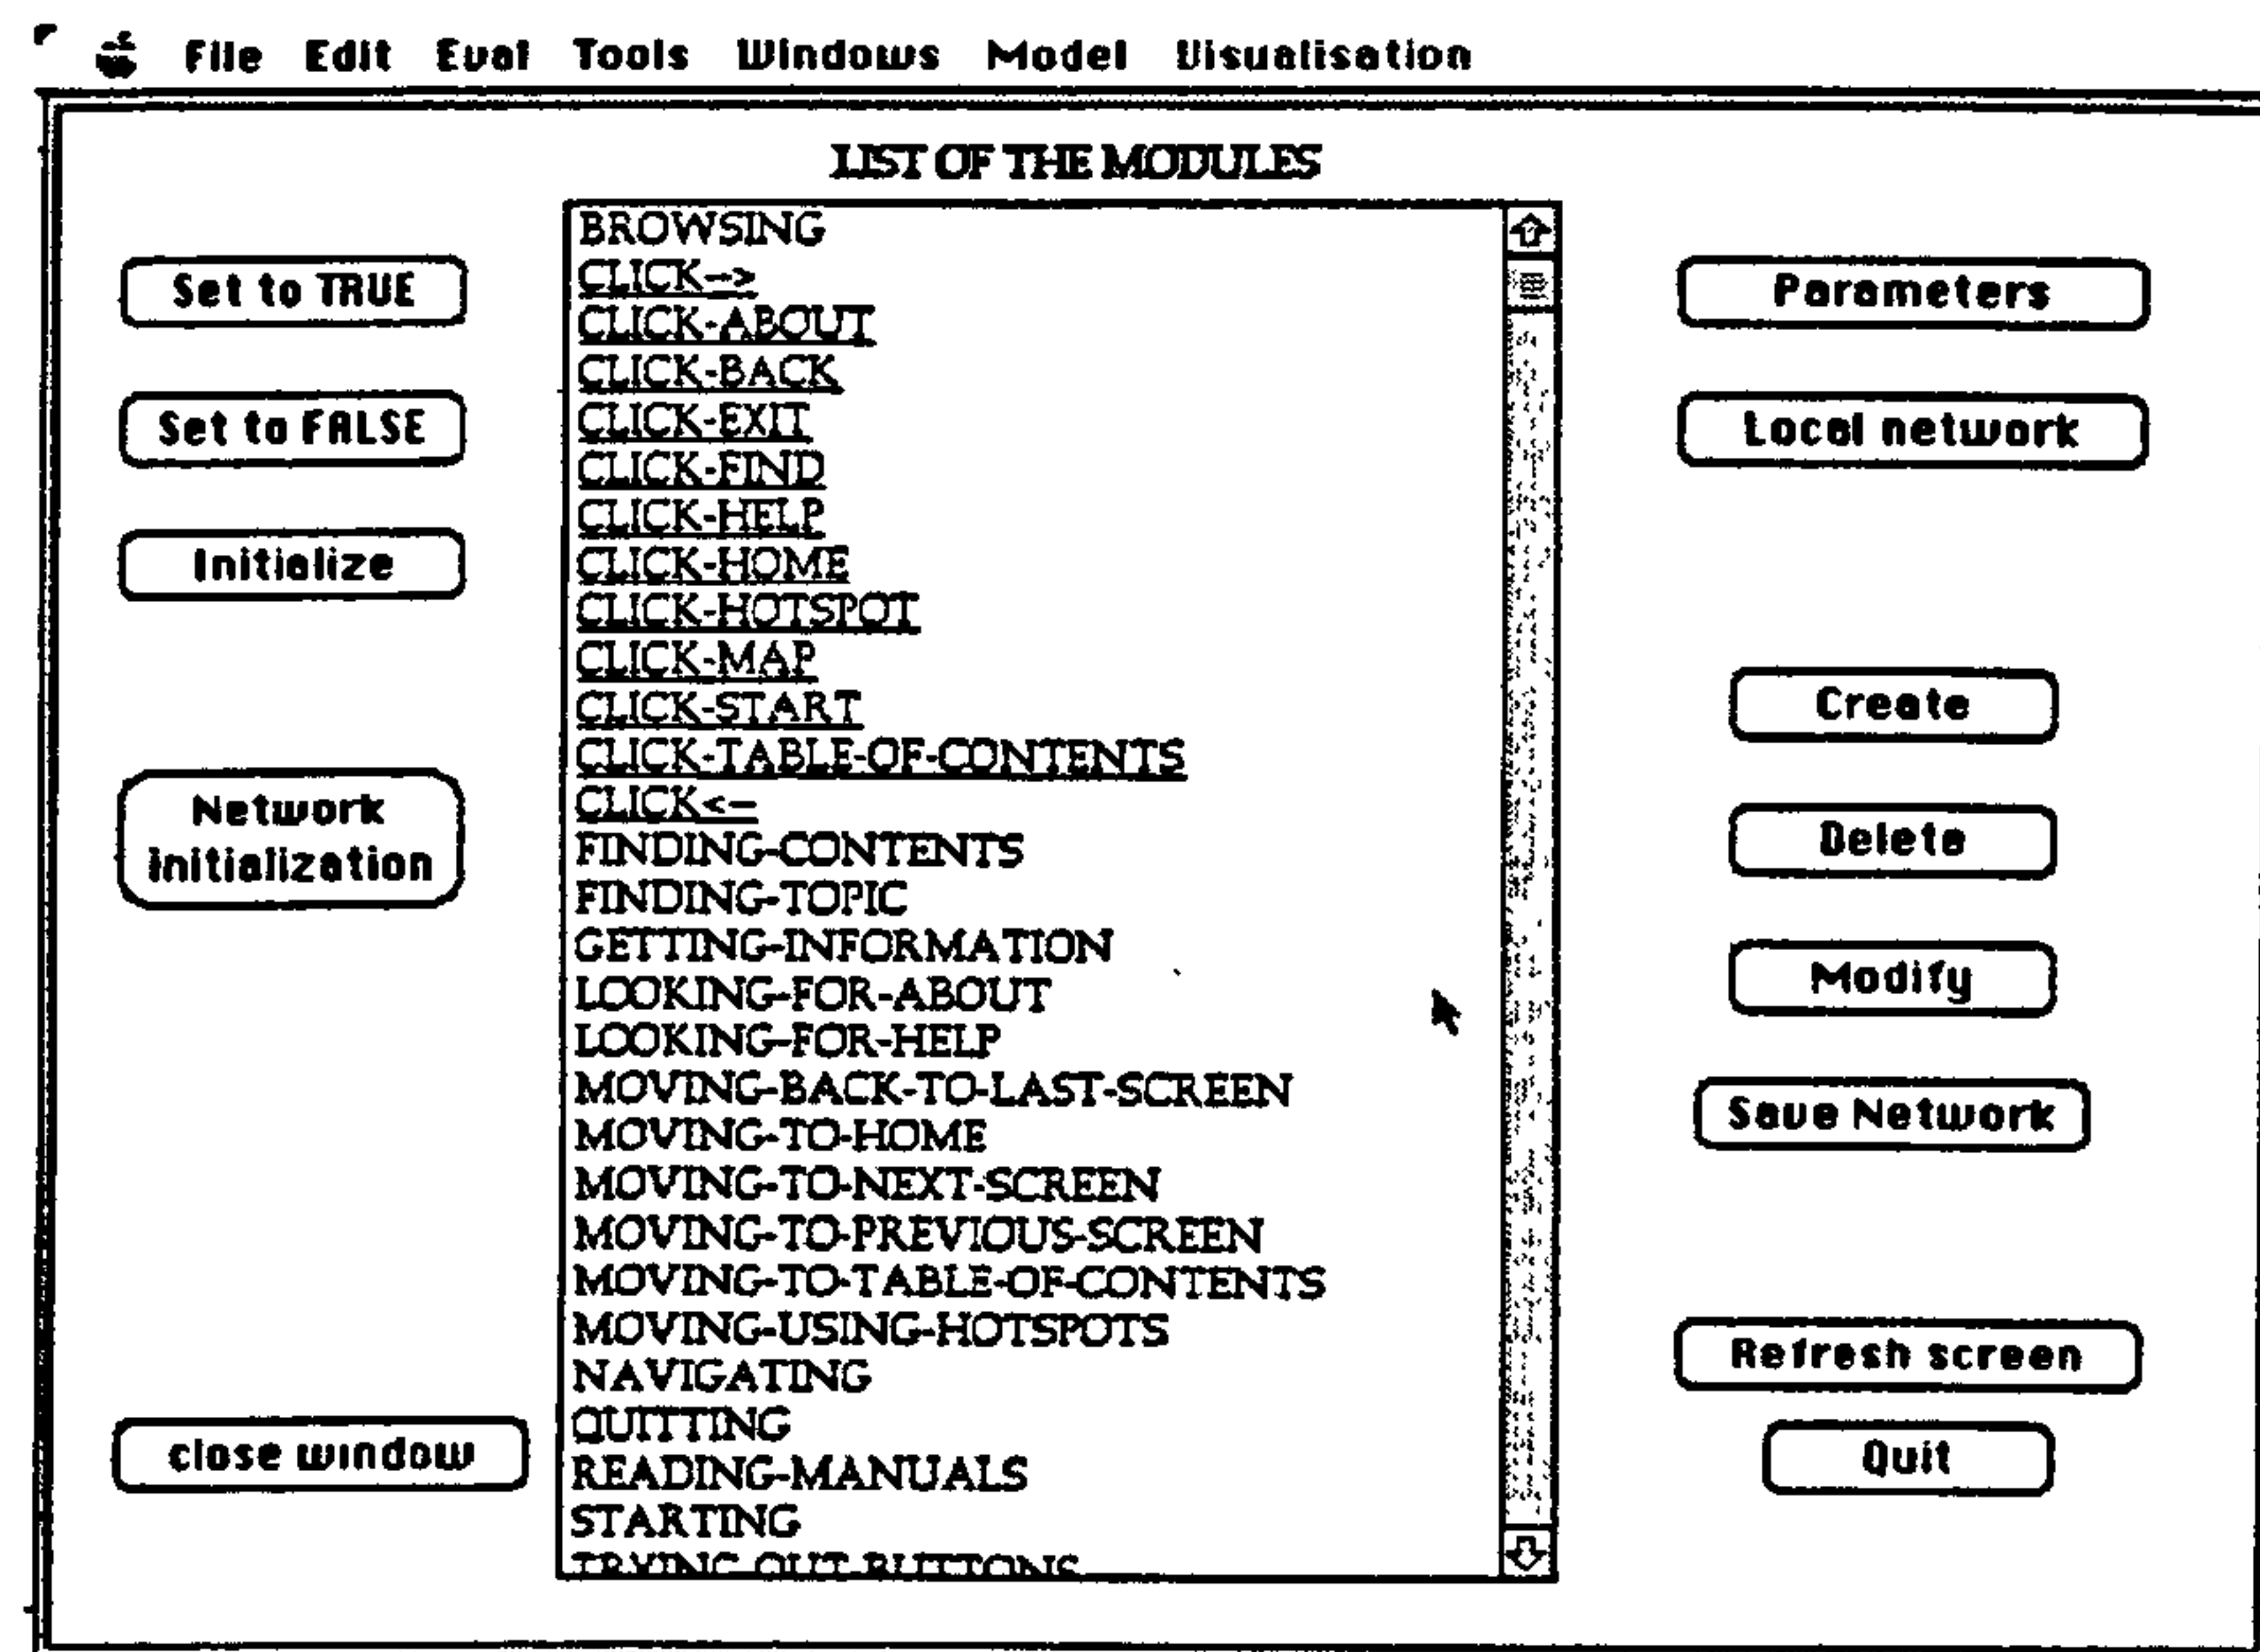 File Edit Eval Tools Windows Model Visualisation
LIST OF THE MODULES
Set to TRUE
Set to FALSE
Initialize
Network
Initialization
close window
BROWSING
CLICK-->
CLICK-ABOUT
CLICK-BACK
CLICK-EXIT
CLICK-FIND
CLICK-HELP
CLICK-HOME
CLICK-HOTSPOT
CLICK-MAP
CLICK-START
CLICK-TABLE-OF-CONTENTS
CLICK<--
FINDING-CONTENTS
FINDING-TOPIC
GETTING-INFORMATION
LOOKING-FOR-ABOUT
LOOKING-FOR-HELP
MOVING-BACK-TO-LAST-SCREEN
MOVING-TO-HOME
MOVING-TO-NEXT-SCREEN
MOVING-TO-PREVIOUS-SCREEN
MOVING-TO-TABLE-OF-CONTENTS
MOVING-USING-HOTSPOTS
NAVIGATING
QUITTING
READING-MANUALS
STARTING
TRYING-OUT-BUTTONS
Parameters
Local network
Create
Delete
Modify
Save Network
Refresh screen
Quit